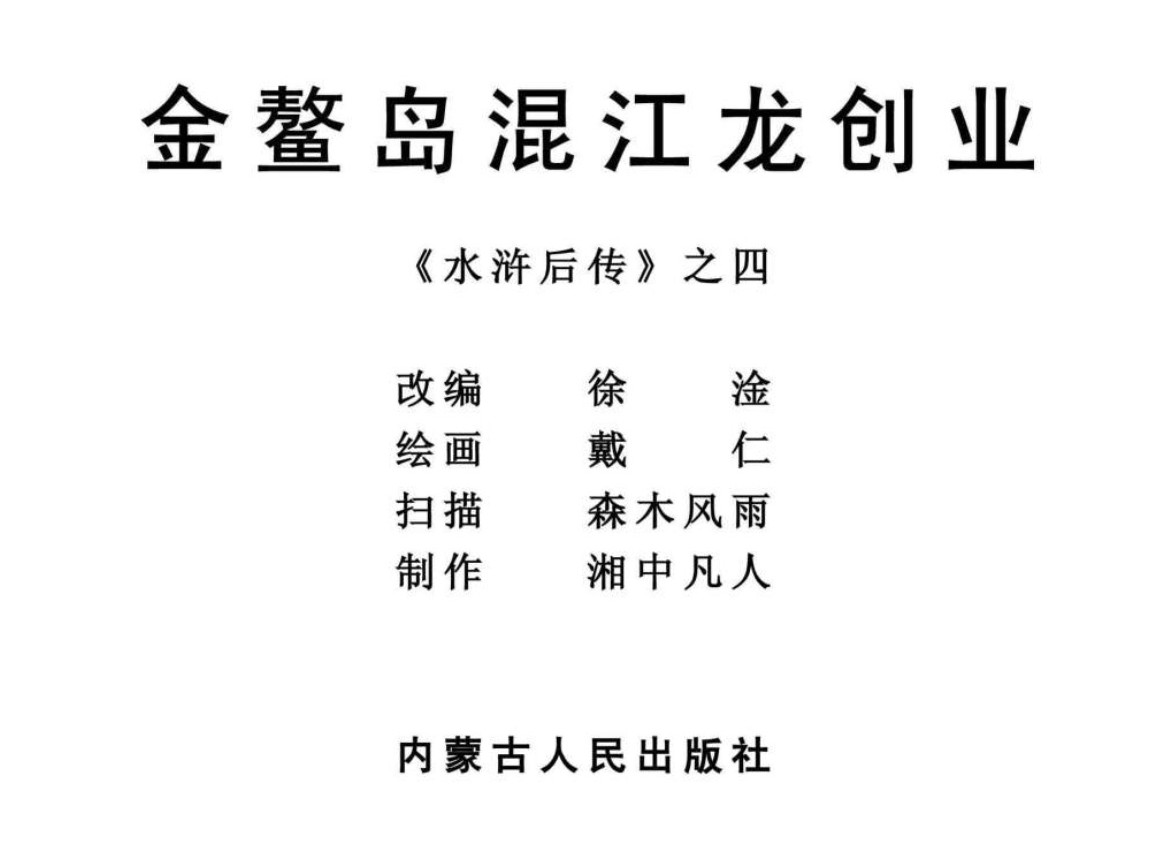 金鳌岛混江龙创业
《水浒后传》之四
改编 徐淦
绘画 戴仁
扫描 森木风雨
制作 湘中凡人
内蒙古人民出版社